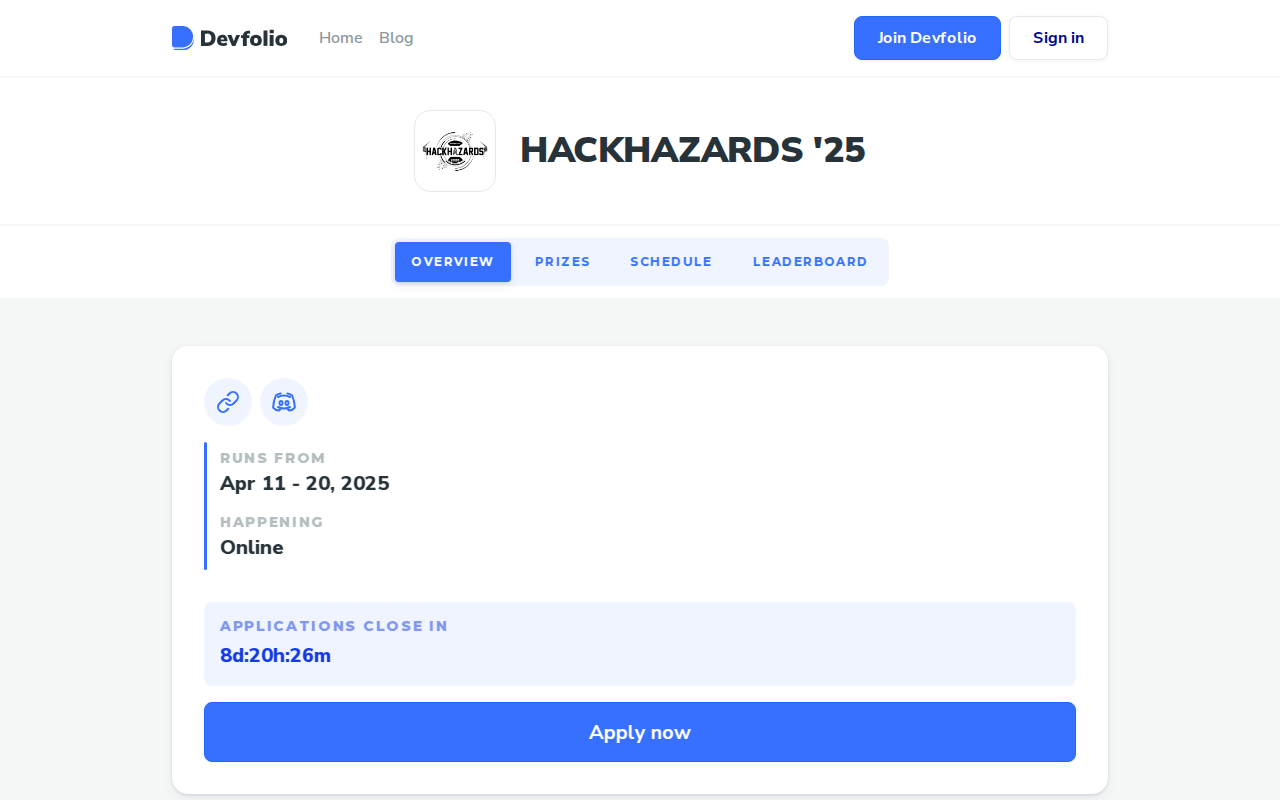 Devfolio
Home
Blog
Join Devfolio
Sign in
HACKHAZARDS
HACKHAZARDS '25
OVERVIEW
PRIZES
SCHEDULE
LEADERBOARD
RUNS FROM
Apr 11 - 20, 2025
HAPPENING
Online
APPLICATIONS CLOSE IN
8d:20h:26m
Apply now